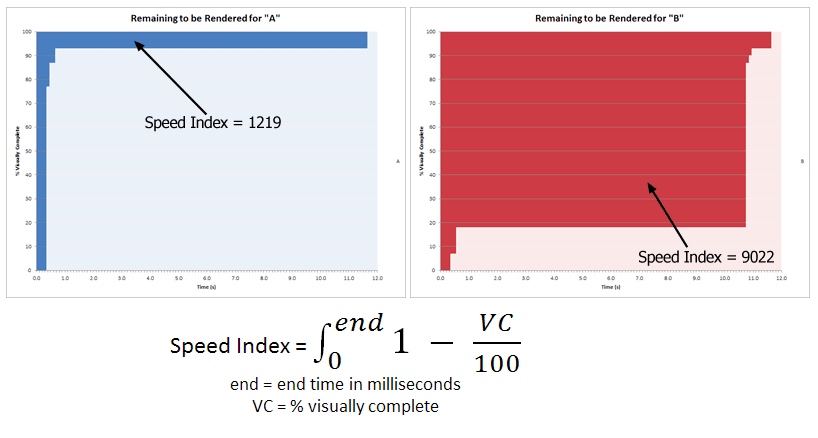 Remaining to be Rendered for "A"
100
90
80
70
60
50
40
30
20
10
0
% Visually Complete
0.0 1.0 2.0 3.0 4.0 5.0 6.0 7.0 8.0 9.0 10.0 11.0 12.0
Time (s)
Speed Index = 1219
A
Remaining to be Rendered for "B"
100
90
80
70
60
50
40
30
20
10
0
% Visually Complete
0.0 1.0 2.0 3.0 4.0 5.0 6.0 7.0 8.0 9.0 10.0 11.0 12.0
Time (s)
Speed Index = 9022
B
Speed Index = ∫₀^end 1 − VC/100
end = end time in milliseconds
VC = % visually complete